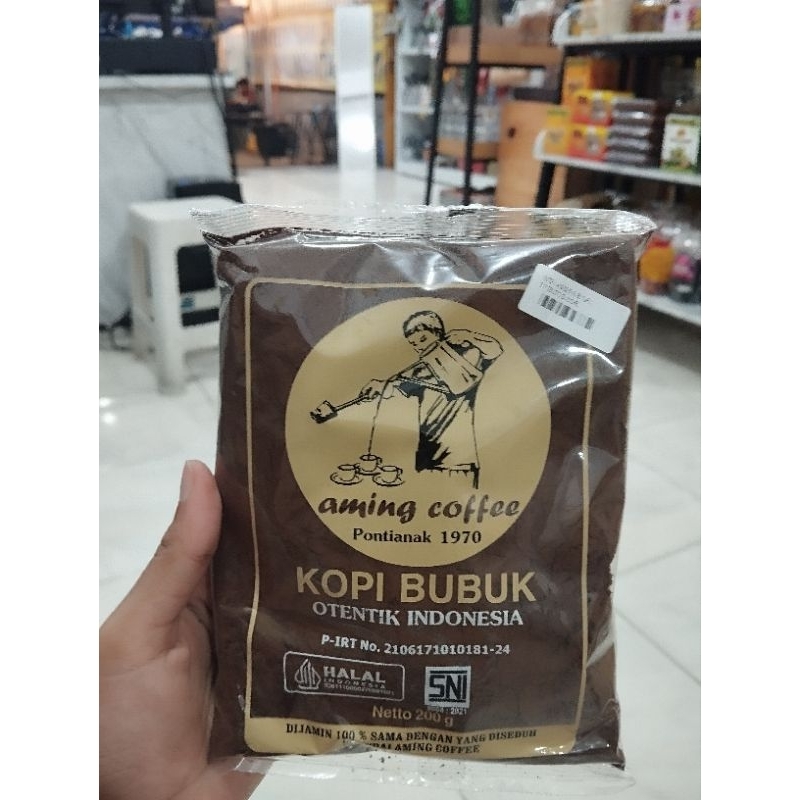 aming coffee
Pontianak 1970
KOPI BUBUK
OTENTIK INDONESIA
P-IRT No. 2106171010181-24
HALAL
INDONESIA
SNI
Netto 200 g
DIJAMIN 100 % SAMA DENGAN YANG DISEDUH
AMING COFFEE